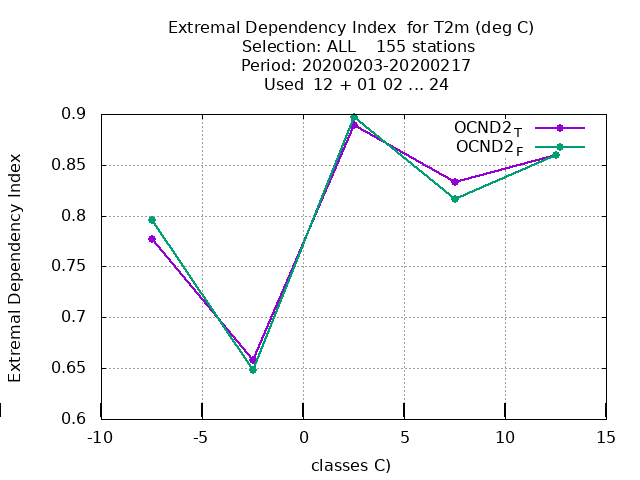 Extremal Dependency Index  for T2m (deg C)
Selection: ALL    155 stations
Period: 20200203-20200217
Used  12 + 01 02 ... 24
OCND2_T
OCND2_F
Extremal Dependency Index
0.9
0.85
0.8
0.75
0.7
0.65
0.6
-10 -5 0 5 10 15
classes C)